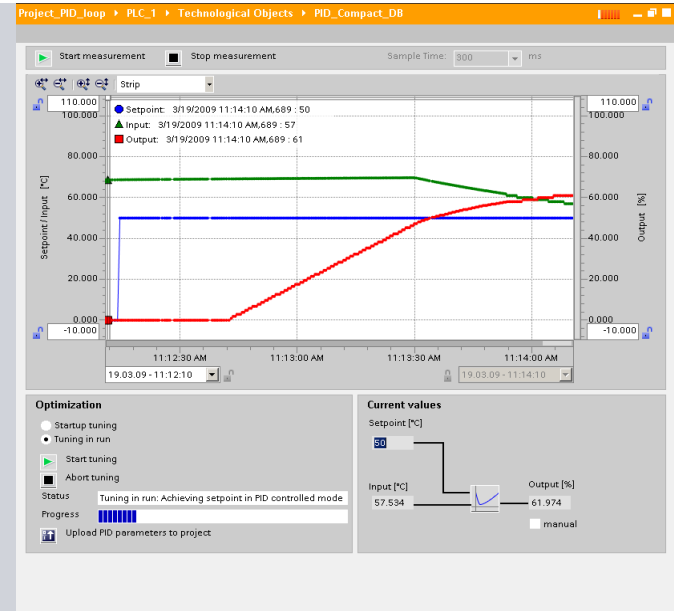 Project_PID_loop ▸ PLC_1 ▸ Technological Objects ▸ PID_Compact_DB
Start measurement Stop measurement Sample Time: 300 ms
Strip
110.000 110.000
100.000 100.000
Setpoint: 3/19/2009 11:14:10 AM,689 : 50
Input: 3/19/2009 11:14:10 AM,689 : 57
Output: 3/19/2009 11:14:10 AM,689 : 61
80.000 80.000
60.000 60.000
40.000 40.000
20.000 20.000
0.000 0.000
-10.000 -10.000
Setpoint/Input [°C]
Output [%]
11:12:30 AM 11:13:00 AM 11:13:30 AM 11:14:00 AM
19.03.09 - 11:12:10 19.03.09 - 11:14:10
Optimization
Startup tuning
Tuning in run
Start tuning
Abort tuning
Status Tuning in run: Achieving setpoint in PID controlled mode
Progress
Upload PID parameters to project
Current values
Setpoint [°C]
50
Input [°C] Output [%]
57.534 61.974
manual